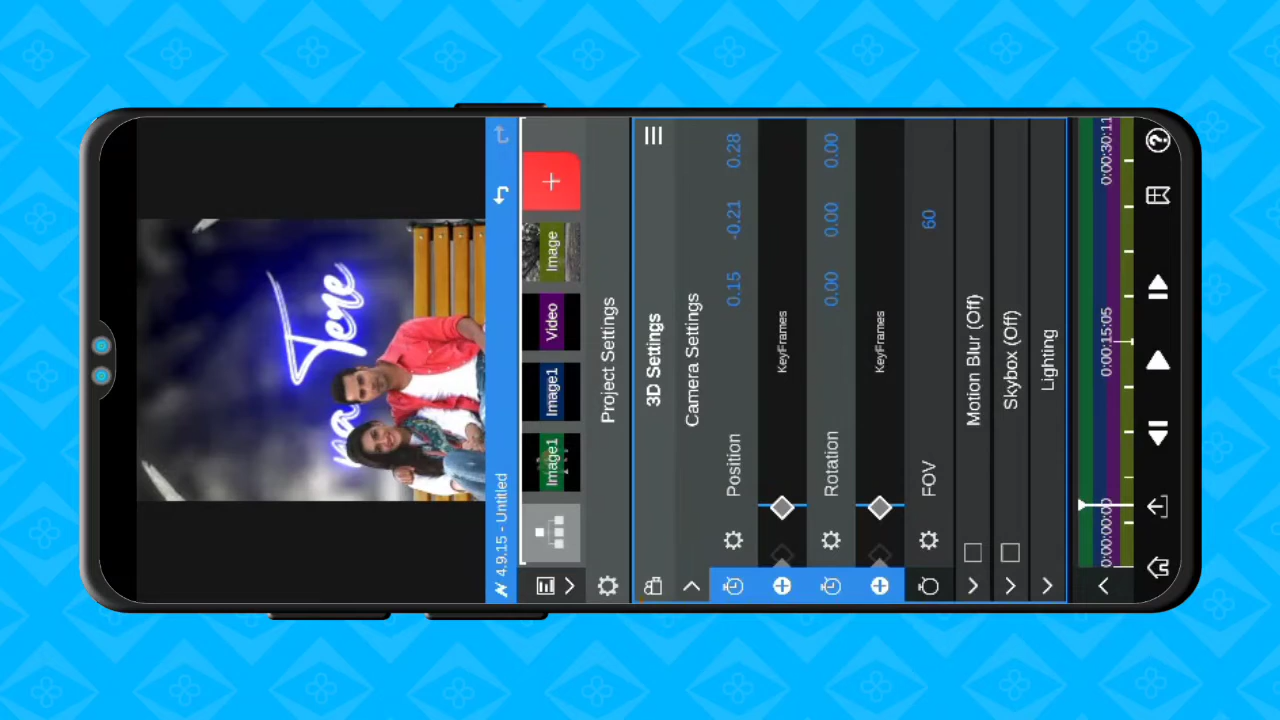 Tere
na
4.9.15 - Untitled
Image1
Image1
Video
Image
+
Project Settings
3D Settings
Camera Settings
Position 0.15 -0.21 0.28
KeyFrames
Rotation 0.00 0.00 0.00
KeyFrames
FOV 60
Motion Blur (Off)
Skybox (Off)
Lighting
0:00:00:00 0:00:15:05 0:00:30:11